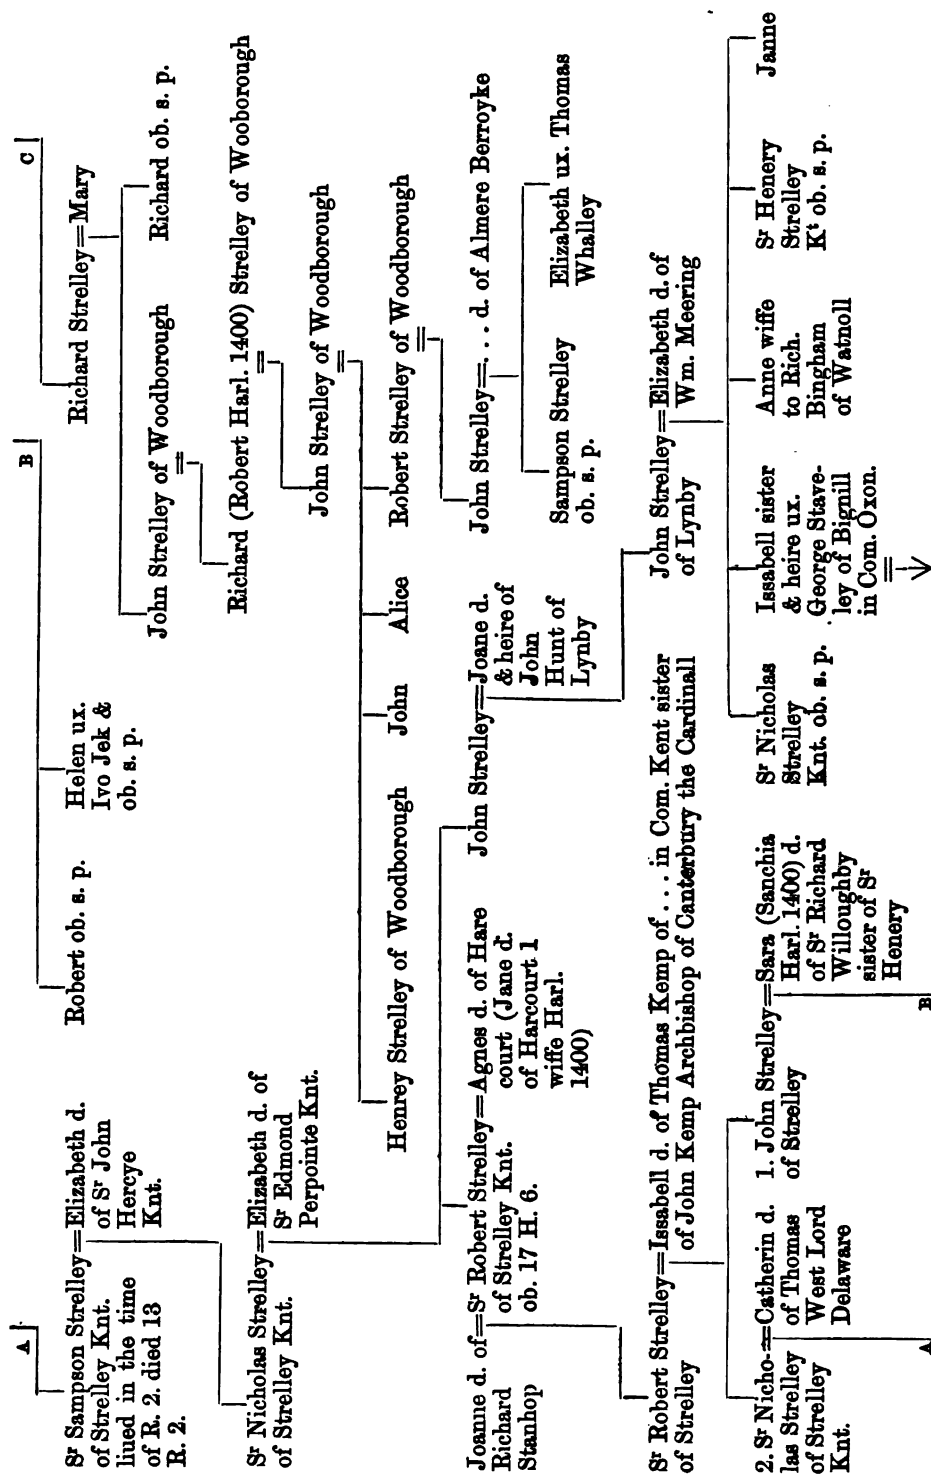 A
B
C
Sr Sampson Strelley=Elizabeth d.
of Strelley Knt. of Sr John
liued in the time Hercye
of R. 2. died 13 Knt.
R. 2.
Robert ob. s. p.
Helen ux.
Ivo Jek &
ob. s. p.
Richard Strelley=Mary
John Strelley of Woodborough
Richard ob. s. p.
Richard (Robert Harl. 1400) Strelley of Wooborough
Sr Nicholas Strelley=Elizabeth d. of
of Strelley Knt. Sr Edmond
Perpointe Knt.
John Strelley of Woodborough
Henrey Strelley of Woodborough
John
Alice
Robert Strelley of Woodborough
Joanne d. of=Sr Robert Strelley=Agnes d. of Hare
Richard of Strelley Knt. court (Jane d.
Stanhop ob. 17 H. 6. of Harcourt 1
wiffe Harl.
1400)
John Strelley=Joane d.
& heire of
John
Hunt of
Lynby
John Strelley=... d. of Almere Berroyke
Sampson Strelley
ob. s. p.
Elizabeth ux. Thomas
Whalley
Sr Robert Strelley=Issabell d. of Thomas Kemp of ... in Com. Kent sister
of Strelley of John Kemp Archbishop of Canterbury the Cardinall
John Strelley=Elizabeth d. of
of Lynby Wm. Meering
2. Sr Nicho-=Catherin d.
las Strelley of Thomas
of Strelley West Lord
Knt. Delaware
A
1. John Strelley=Sara (Sanchia
of Strelley Harl. 1400) d.
of Sr Richard
Willoughby
sister of Sr
Henery
B
Sr Nicholas
Strelley
Knt. ob. s. p.
Issabell sister
& heire ux.
George Stave-
ley of Bignill
in Com. Oxon.
Anne wiffe
to Rich.
Bingham
of Watnoll
Sr Henery
Strelley
Kt ob. s. p.
Janne